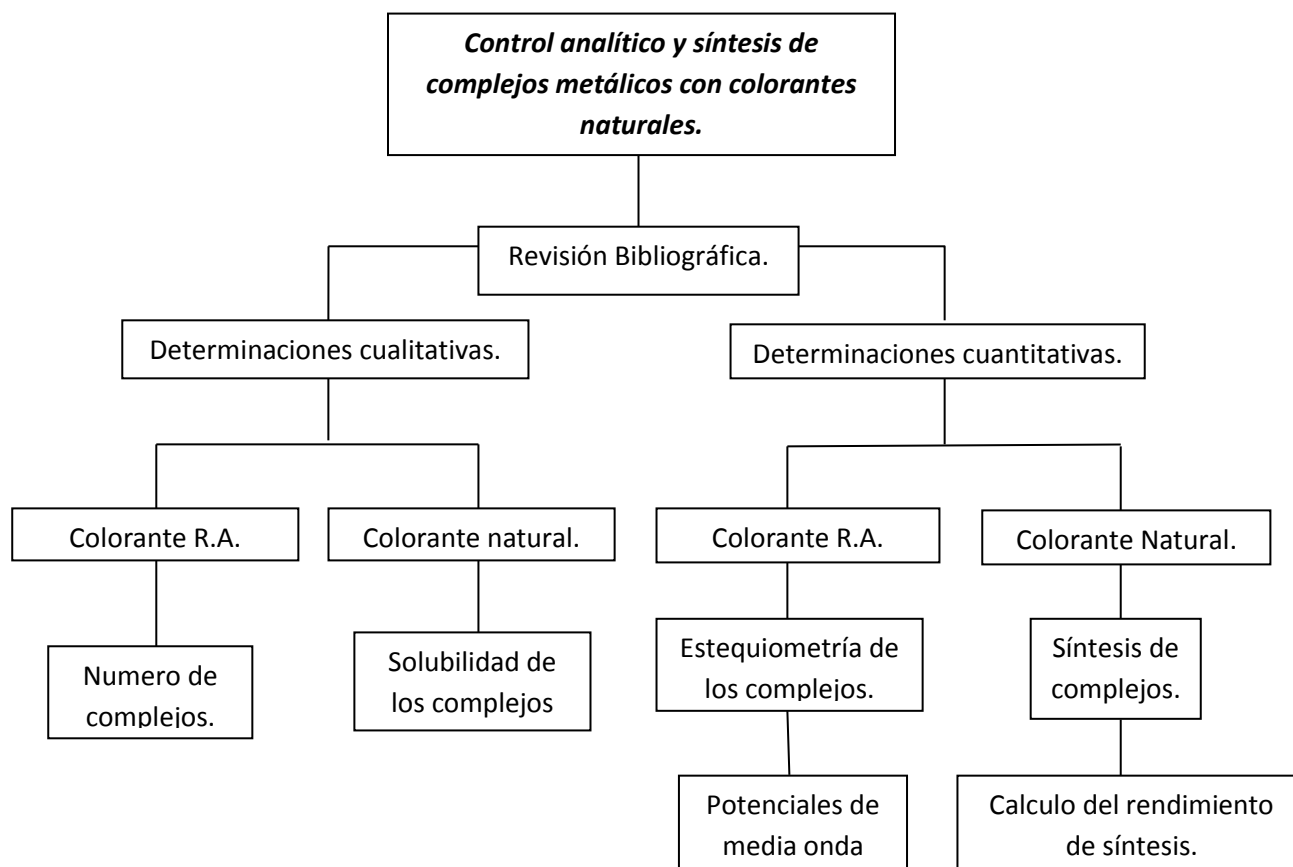 Control analítico y síntesis de
complejos metálicos con colorantes
naturales.
Revisión Bibliográfica.
Determinaciones cualitativas.
Determinaciones cuantitativas.
Colorante R.A.
Colorante natural.
Colorante R.A.
Colorante Natural.
Numero de
complejos.
Solubilidad de
los complejos
Estequiometría de
los complejos.
Síntesis de
complejos.
Potenciales de
media onda
Calculo del rendimiento
de síntesis.